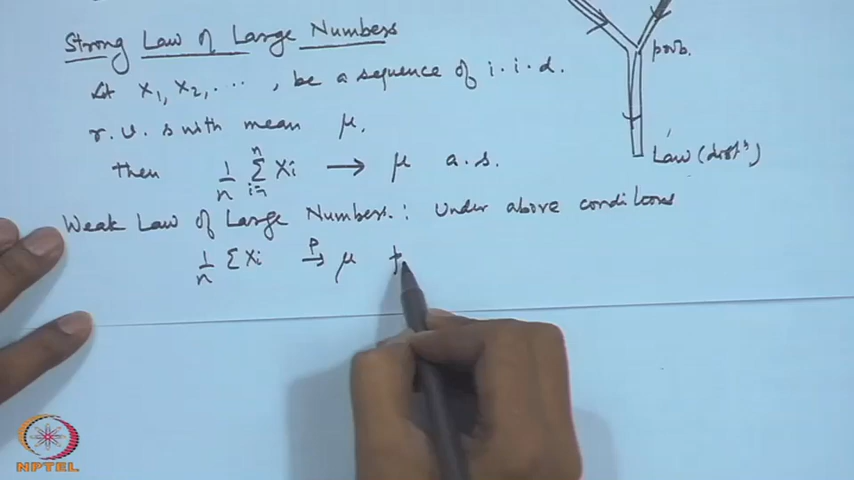 Strong Law of Large Numbers
prob.
Let X1, X2, ..., be a sequence of i.i.d.
r.v.s with mean μ.
then 1/n Σ_{i=1}^{n} Xi → μ a.s.
Law (dist^n)
Weak Law of Large Numbers.: Under above conditions
1/n Σ Xi →^P μ
NPTEL